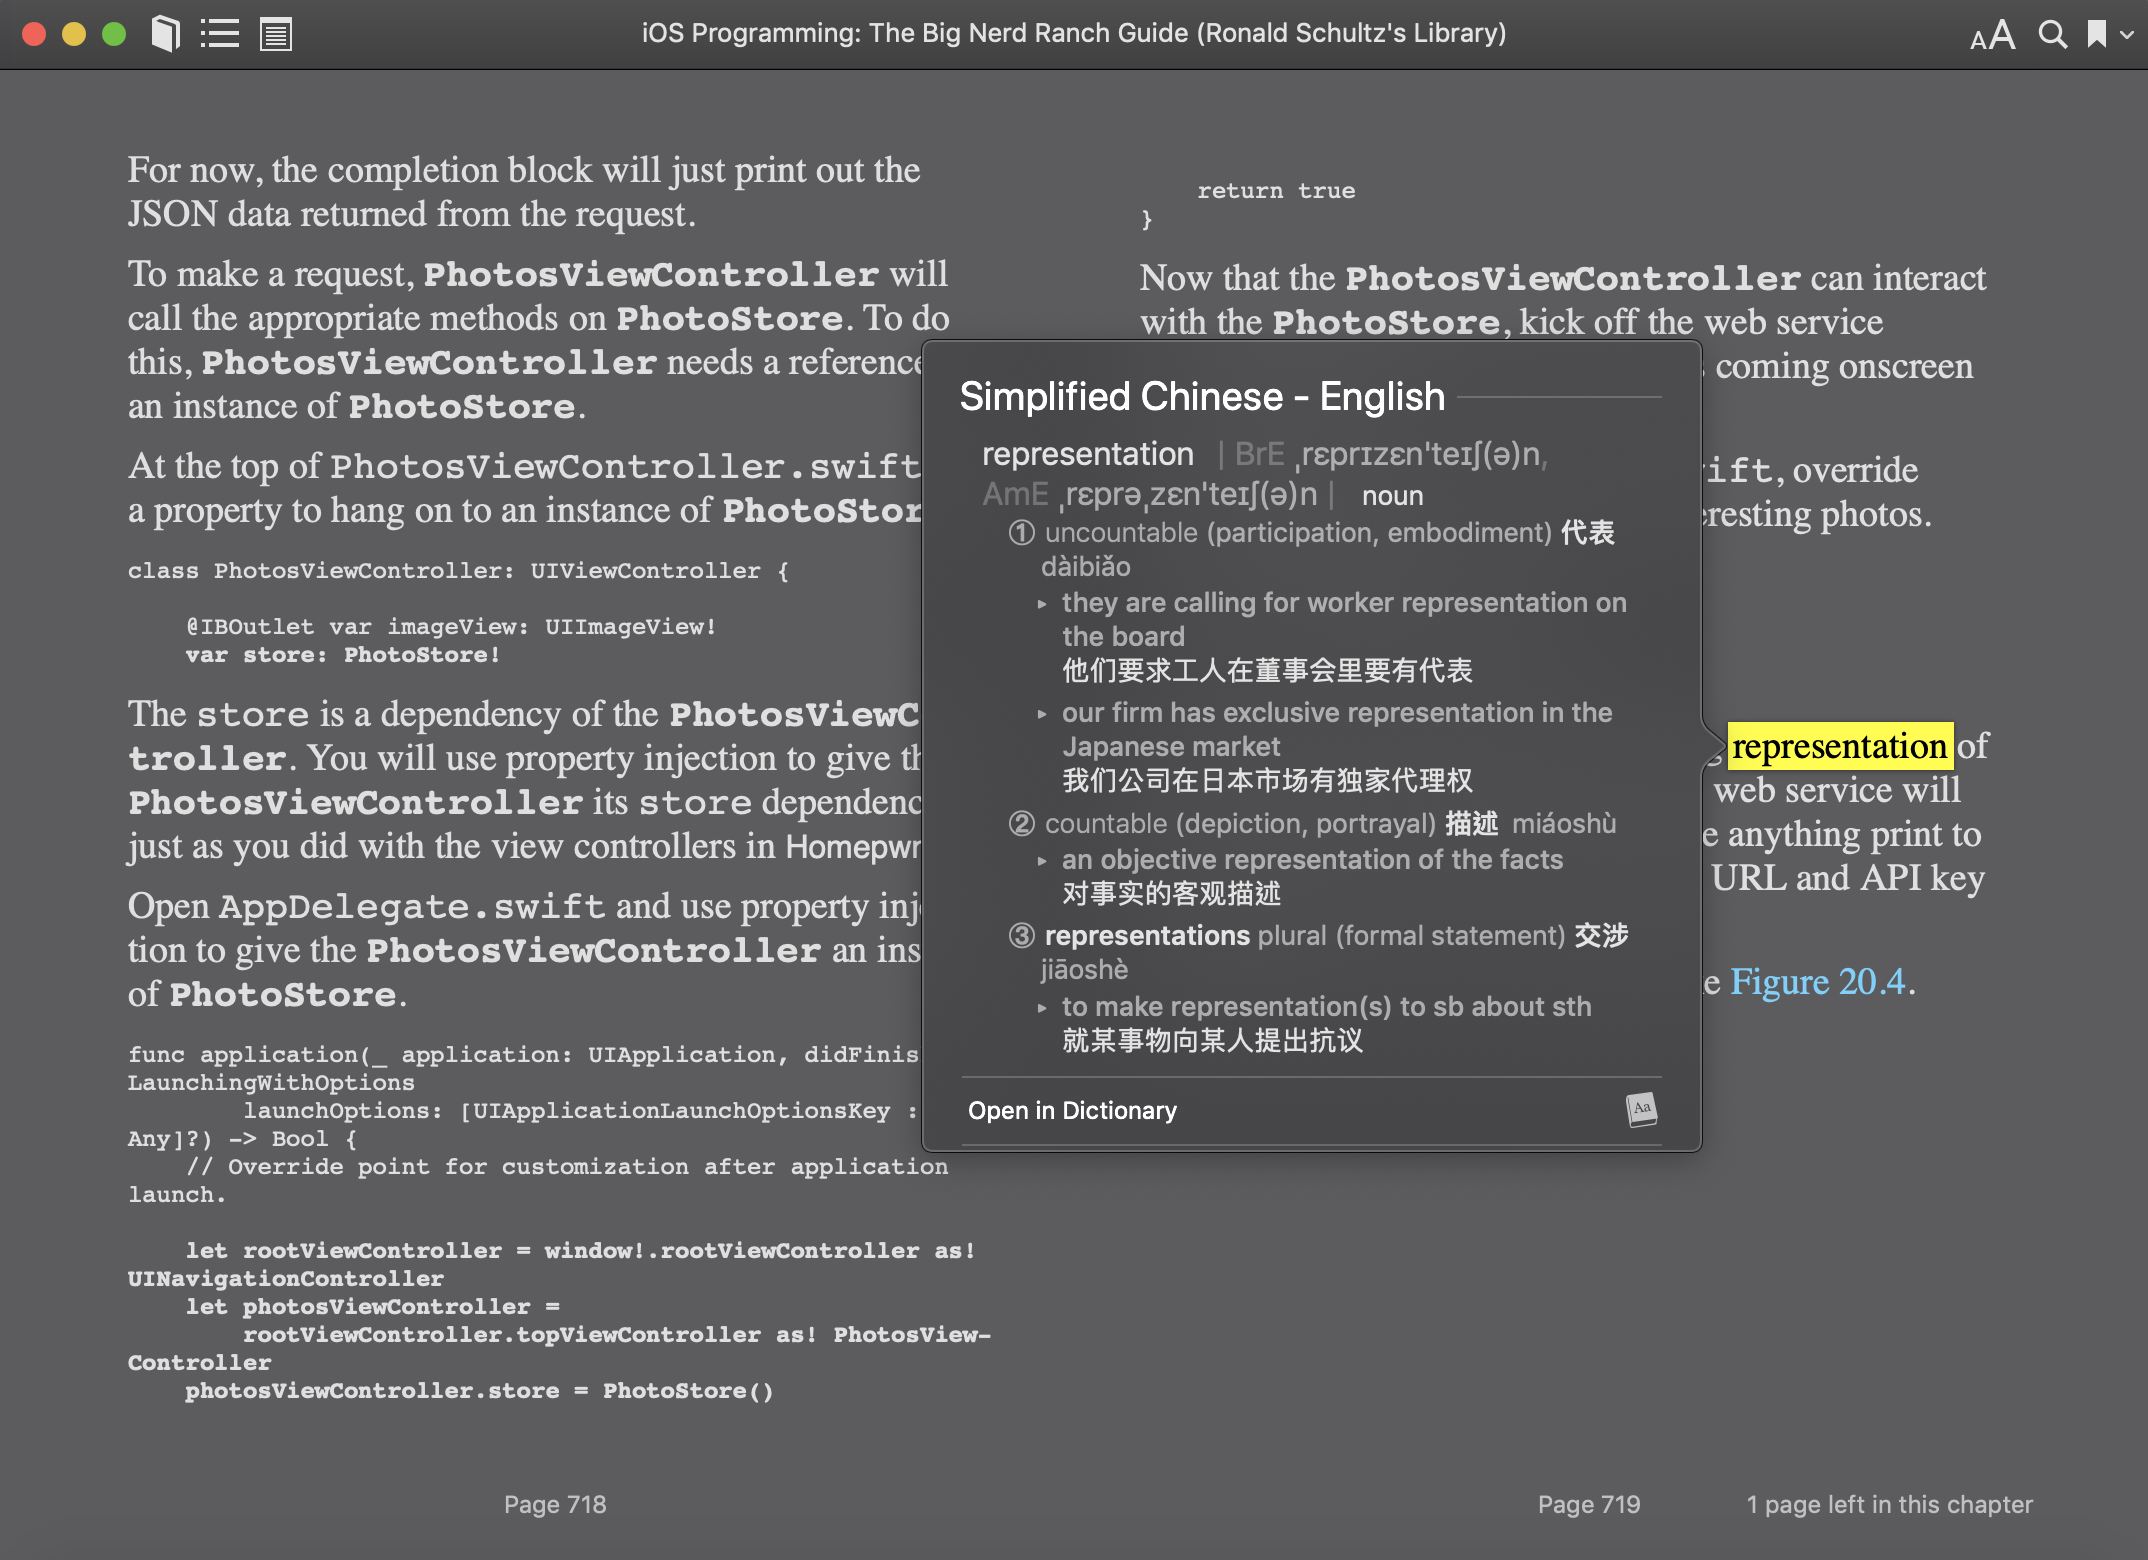 iOS Programming: The Big Nerd Ranch Guide (Ronald Schultz's Library)
AA
For now, the completion block will just print out the
JSON data returned from the request.
To make a request, PhotosViewController will
call the appropriate methods on PhotoStore. To do
this, PhotosViewController needs a reference
an instance of PhotoStore.
At the top of PhotosViewController.swift
a property to hang on to an instance of PhotoStor
class PhotosViewController: UIViewController {
@IBOutlet var imageView: UIImageView!
var store: PhotoStore!
The store is a dependency of the PhotosViewC
troller. You will use property injection to give th
PhotosViewController its store dependenc
just as you did with the view controllers in Homepwr
Open AppDelegate.swift and use property inj
tion to give the PhotosViewController an ins
of PhotoStore.
func application(_ application: UIApplication, didFinis
LaunchingWithOptions
launchOptions: [UIApplicationLaunchOptionsKey :
Any]?) -> Bool {
// Override point for customization after application
launch.
let rootViewController = window!.rootViewController as!
UINavigationController
let photosViewController =
rootViewController.topViewController as! PhotosView-
Controller
photosViewController.store = PhotoStore()
Page 718
return true
}
Now that the PhotosViewController can interact
with the PhotoStore, kick off the web service
coming onscreen
ift, override
eresting photos.
representation of
web service will
e anything print to
URL and API key
e Figure 20.4.
Simplified Chinese - English
representation | BrE ˌrɛprɪzɛnˈteɪʃ(ə)n,
AmE ˌrɛprəˌzɛnˈteɪʃ(ə)n | noun
① uncountable (participation, embodiment) 代表
dàibiǎo
▸ they are calling for worker representation on
the board
他们要求工人在董事会里要有代表
▸ our firm has exclusive representation in the
Japanese market
我们公司在日本市场有独家代理权
② countable (depiction, portrayal) 描述 miáoshù
▸ an objective representation of the facts
对事实的客观描述
③ representations plural (formal statement) 交涉
jiāoshè
▸ to make representation(s) to sb about sth
就某事物向某人提出抗议
Open in Dictionary
Aa
Page 719
1 page left in this chapter